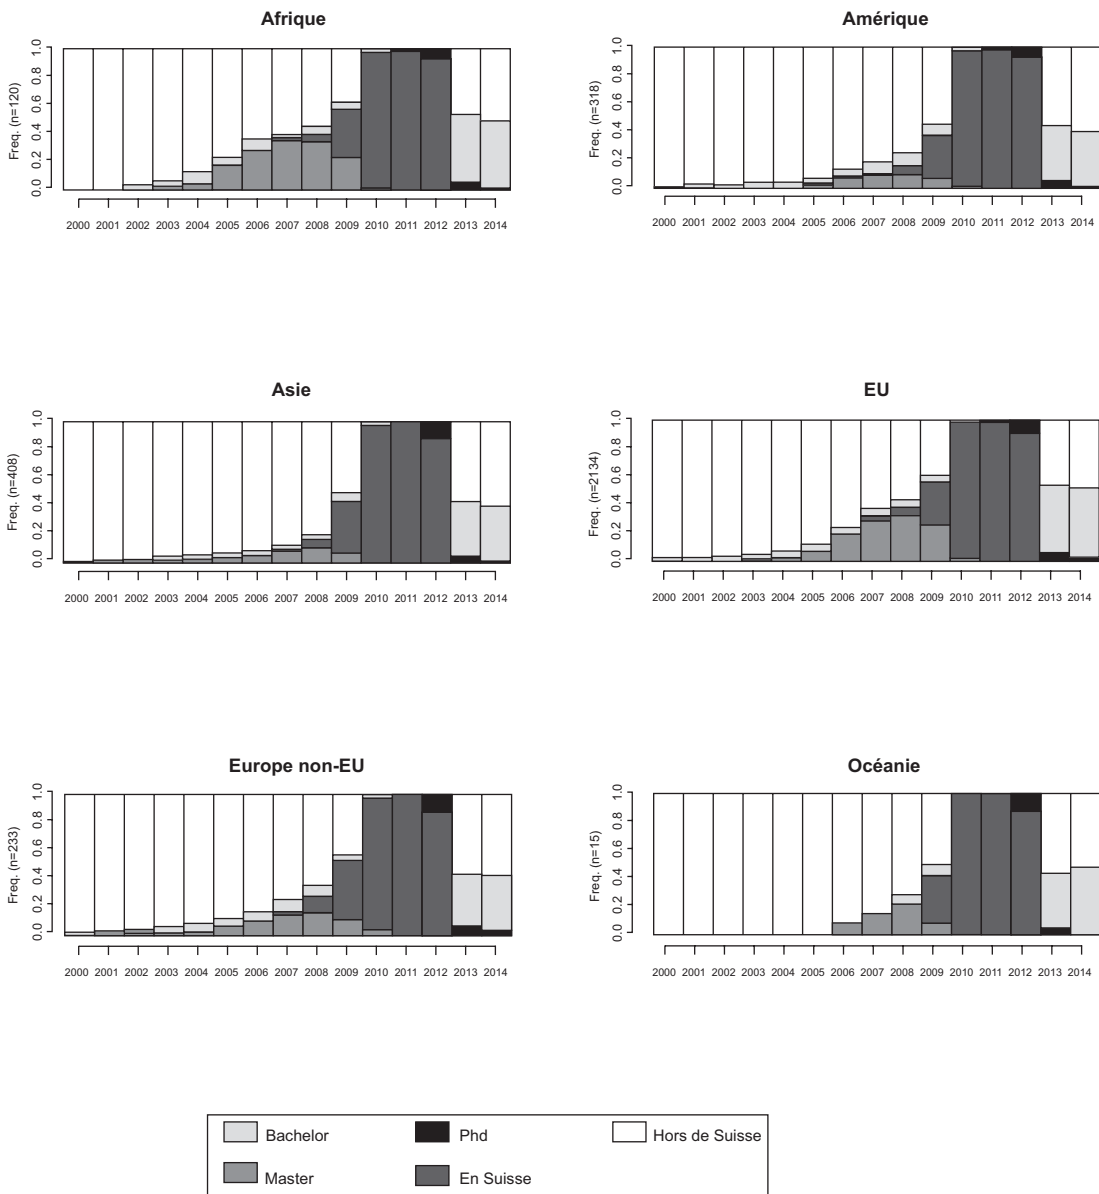 Afrique
Freq. (n=120)
0.0 0.2 0.4 0.6 0.8 1.0
2000 2001 2002 2003 2004 2005 2006 2007 2008 2009 2010 2011 2012 2013 2014
Amérique
Freq. (n=318)
0.0 0.2 0.4 0.6 0.8 1.0
2000 2001 2002 2003 2004 2005 2006 2007 2008 2009 2010 2011 2012 2013 2014
Asie
Freq. (n=408)
0.0 0.2 0.4 0.6 0.8 1.0
2000 2001 2002 2003 2004 2005 2006 2007 2008 2009 2010 2011 2012 2013 2014
EU
Freq. (n=2134)
0.0 0.2 0.4 0.6 0.8 1.0
2000 2001 2002 2003 2004 2005 2006 2007 2008 2009 2010 2011 2012 2013 2014
Europe non-EU
Freq. (n=233)
0.0 0.2 0.4 0.6 0.8 1.0
2000 2001 2002 2003 2004 2005 2006 2007 2008 2009 2010 2011 2012 2013 2014
Océanie
Freq. (n=15)
0.0 0.2 0.4 0.6 0.8 1.0
2000 2001 2002 2003 2004 2005 2006 2007 2008 2009 2010 2011 2012 2013 2014
Bachelor Phd Hors de Suisse
Master En Suisse